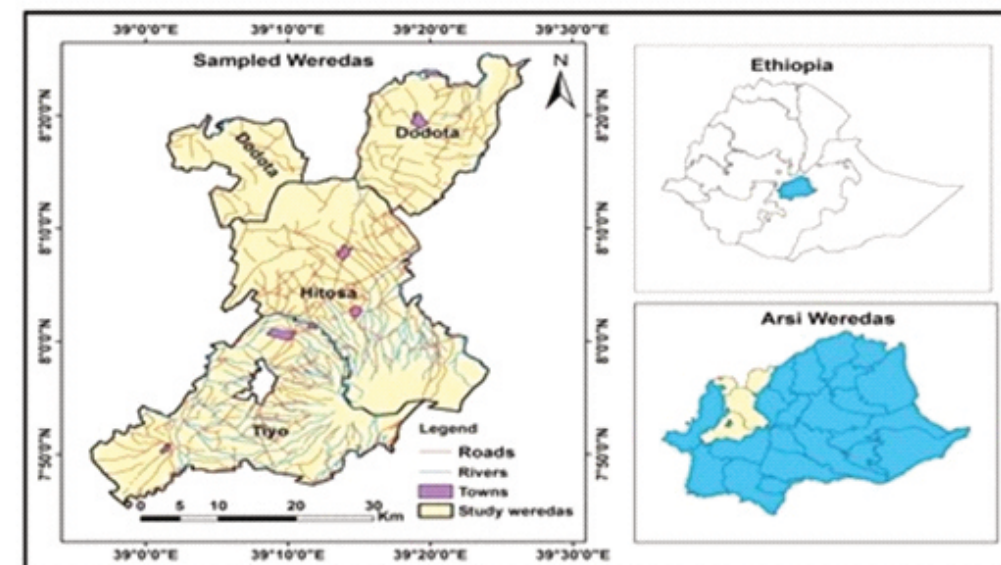 39°0'0"E 39°10'0"E 39°20'0"E 39°30'0"E
Sampled Weredas
N
8°20'0"N
8°20'0"N
Dodota
Dodota
8°10'0"N
8°10'0"N
Hitosa
8°0'0"N
8°0'0"N
Tiyo
7°50'0"N
7°50'0"N
Legend
Roads
Rivers
Towns
Study weredas
0 5 10 20 30
Km
39°0'0"E 39°10'0"E 39°20'0"E 39°30'0"E
Ethiopia
Arsi Weredas